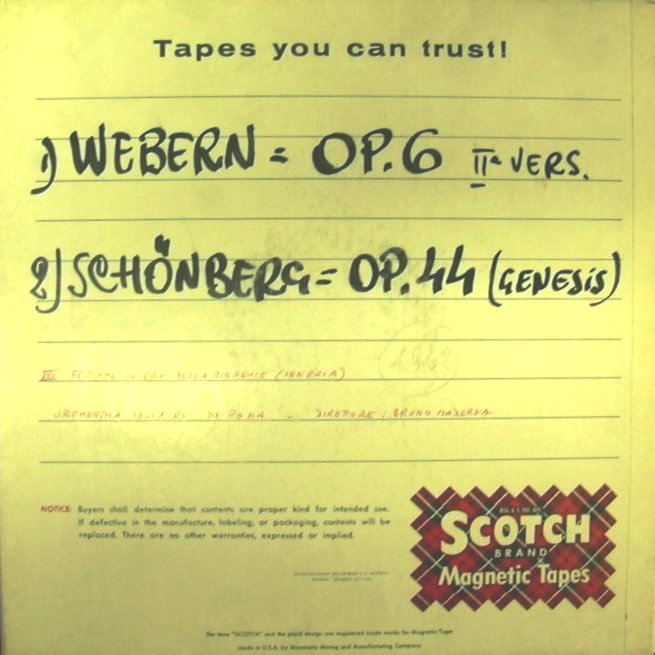 Tapes you can trust!
1) WEBERN = OP. 6 IIª VERS.
2) SCHÖNBERG = OP. 44 (GENESIS)
(VENEZIA)
ORCHESTRA DELLA RAI DI ROMA - DIRETTORE: BRUNO MADERNA
NOTICE: Buyers shall determine that contents are proper kind for intended use.
If defective in the manufacture, labeling, or packaging, contents will be
replaced. There are no other warranties, expressed or implied.
SCOTCH
BRAND
Magnetic Tapes
The term "SCOTCH" and the plaid design are registered trade marks for Magnetic Tape
made in U.S.A. by Minnesota Mining and Manufacturing Company